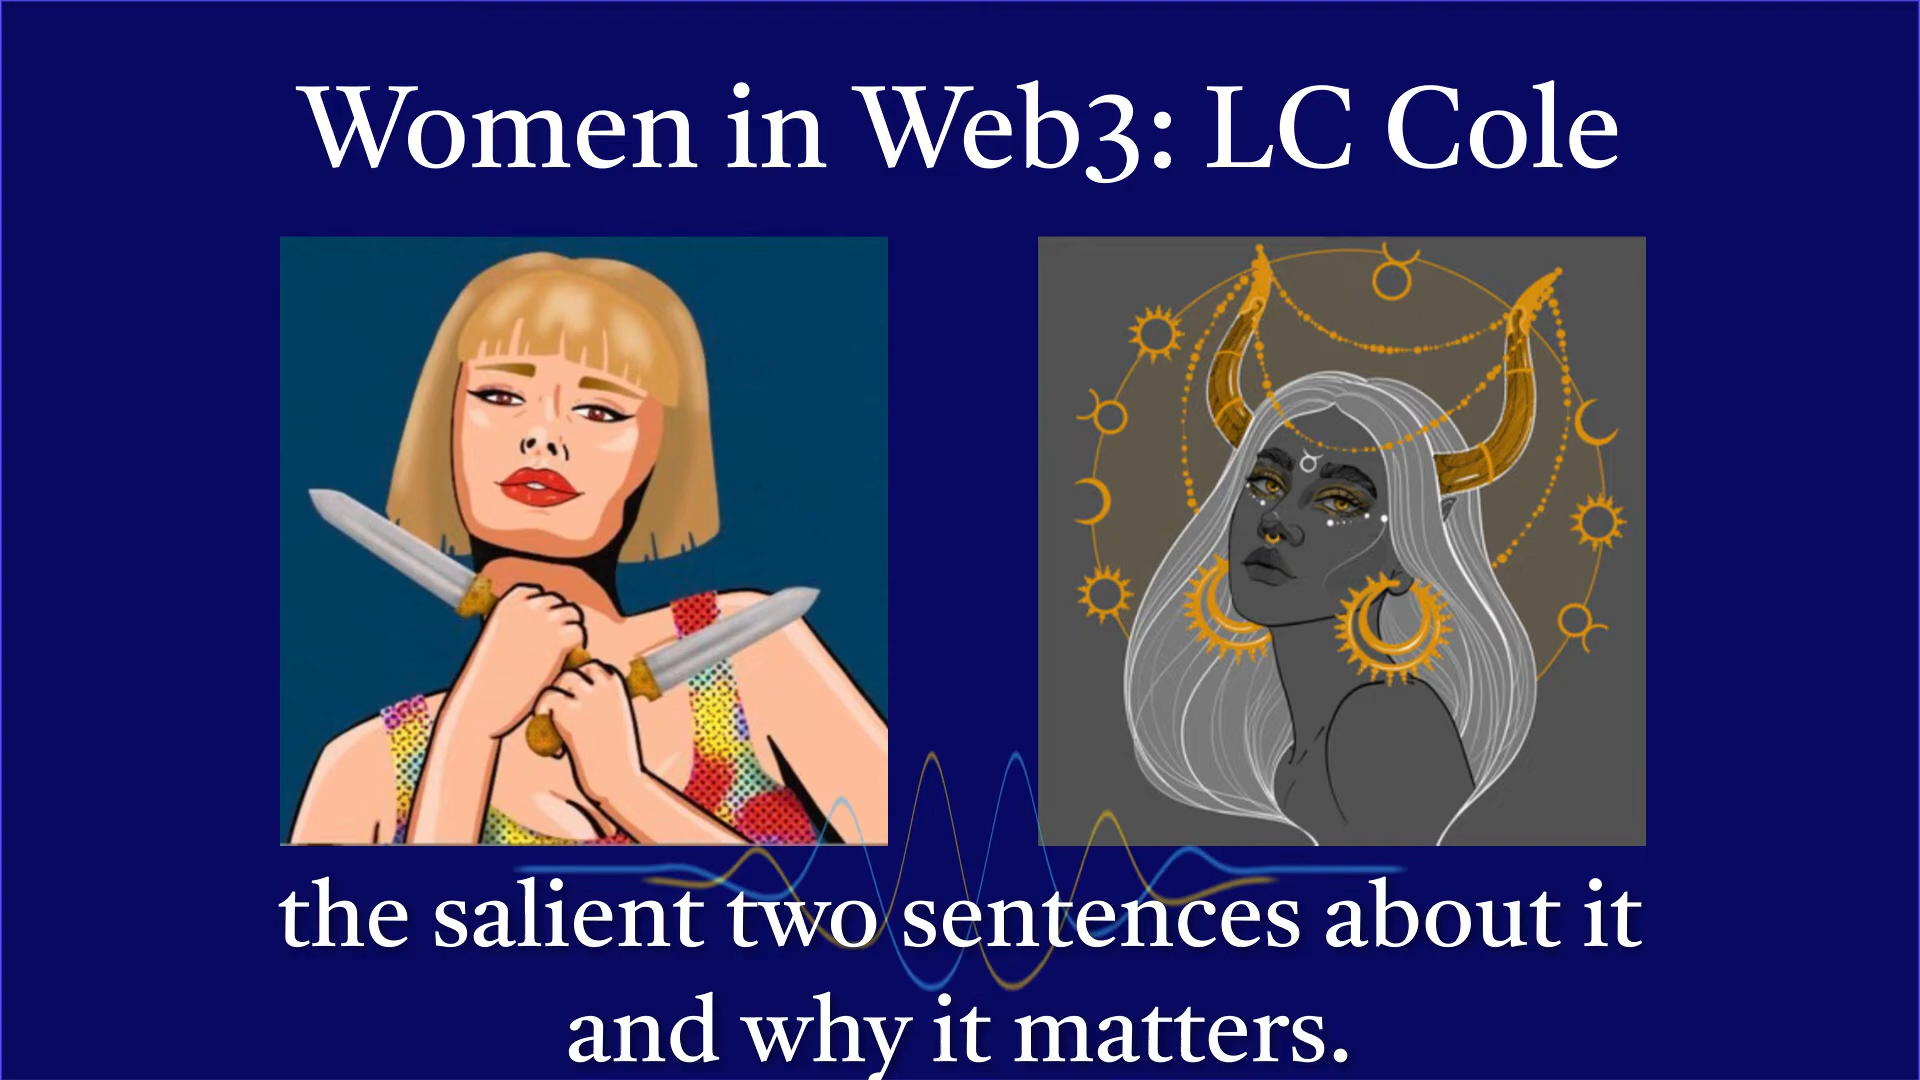 Women in Web3: LC Cole
the salient two sentences about it
and why it matters.